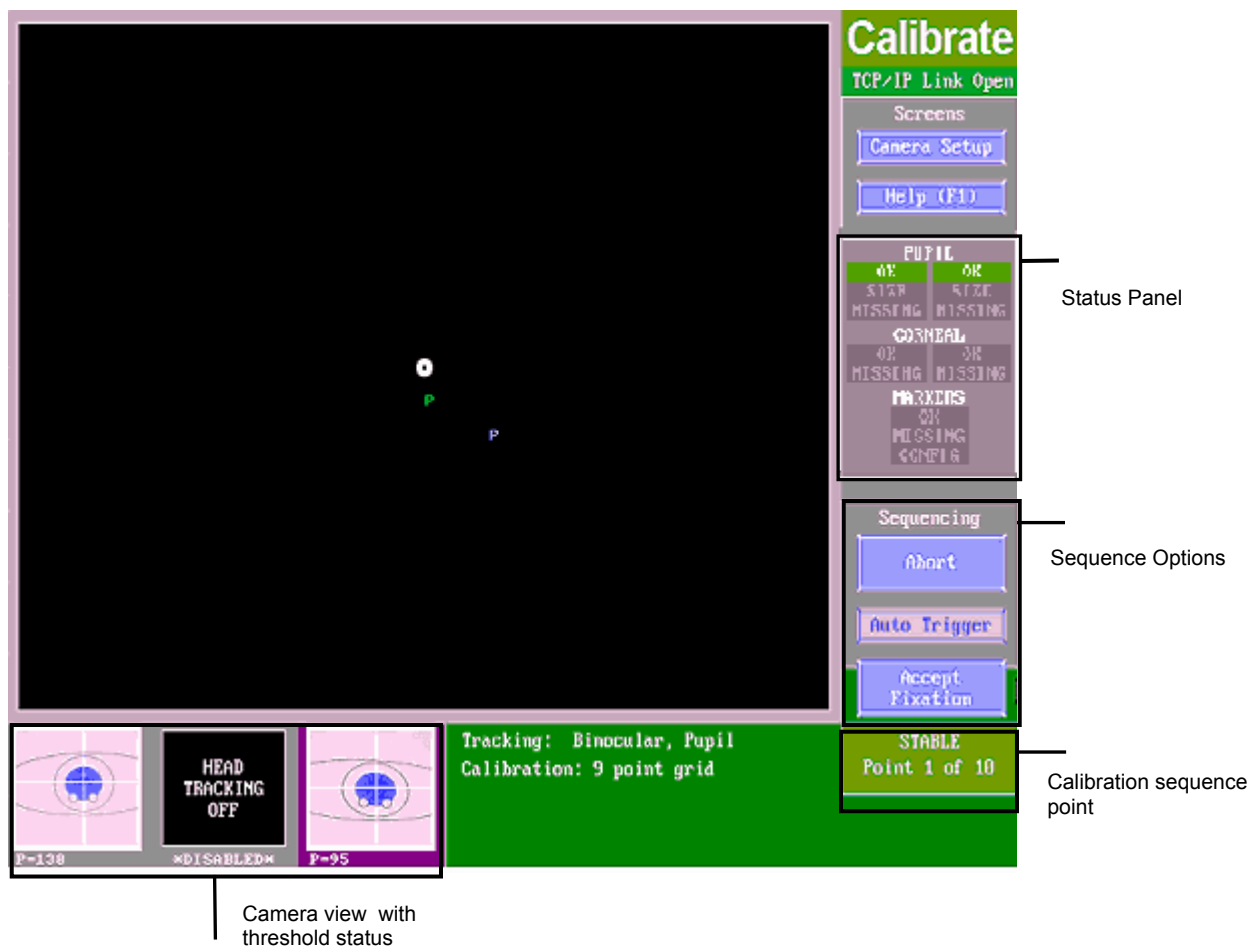 Calibrate
TCP/IP Link Open
Screens
Camera Setup
Help (F1)
PUPIL
OK OK
SIZE SIZE
MISSING MISSING
CORNEAL
OK OK
MISSING MISSING
MARKERS
OK
MISSING
CONFIG
Status Panel
P
P
Sequencing
Abort
Auto Trigger
Accept
Fixation
Sequence Options
HEAD
TRACKING
OFF
P=138 *DISABLED* P=95
Tracking: Binocular, Pupil
Calibration: 9 point grid
STABLE
Point 1 of 10
Calibration sequence
point
Camera view with
threshold status